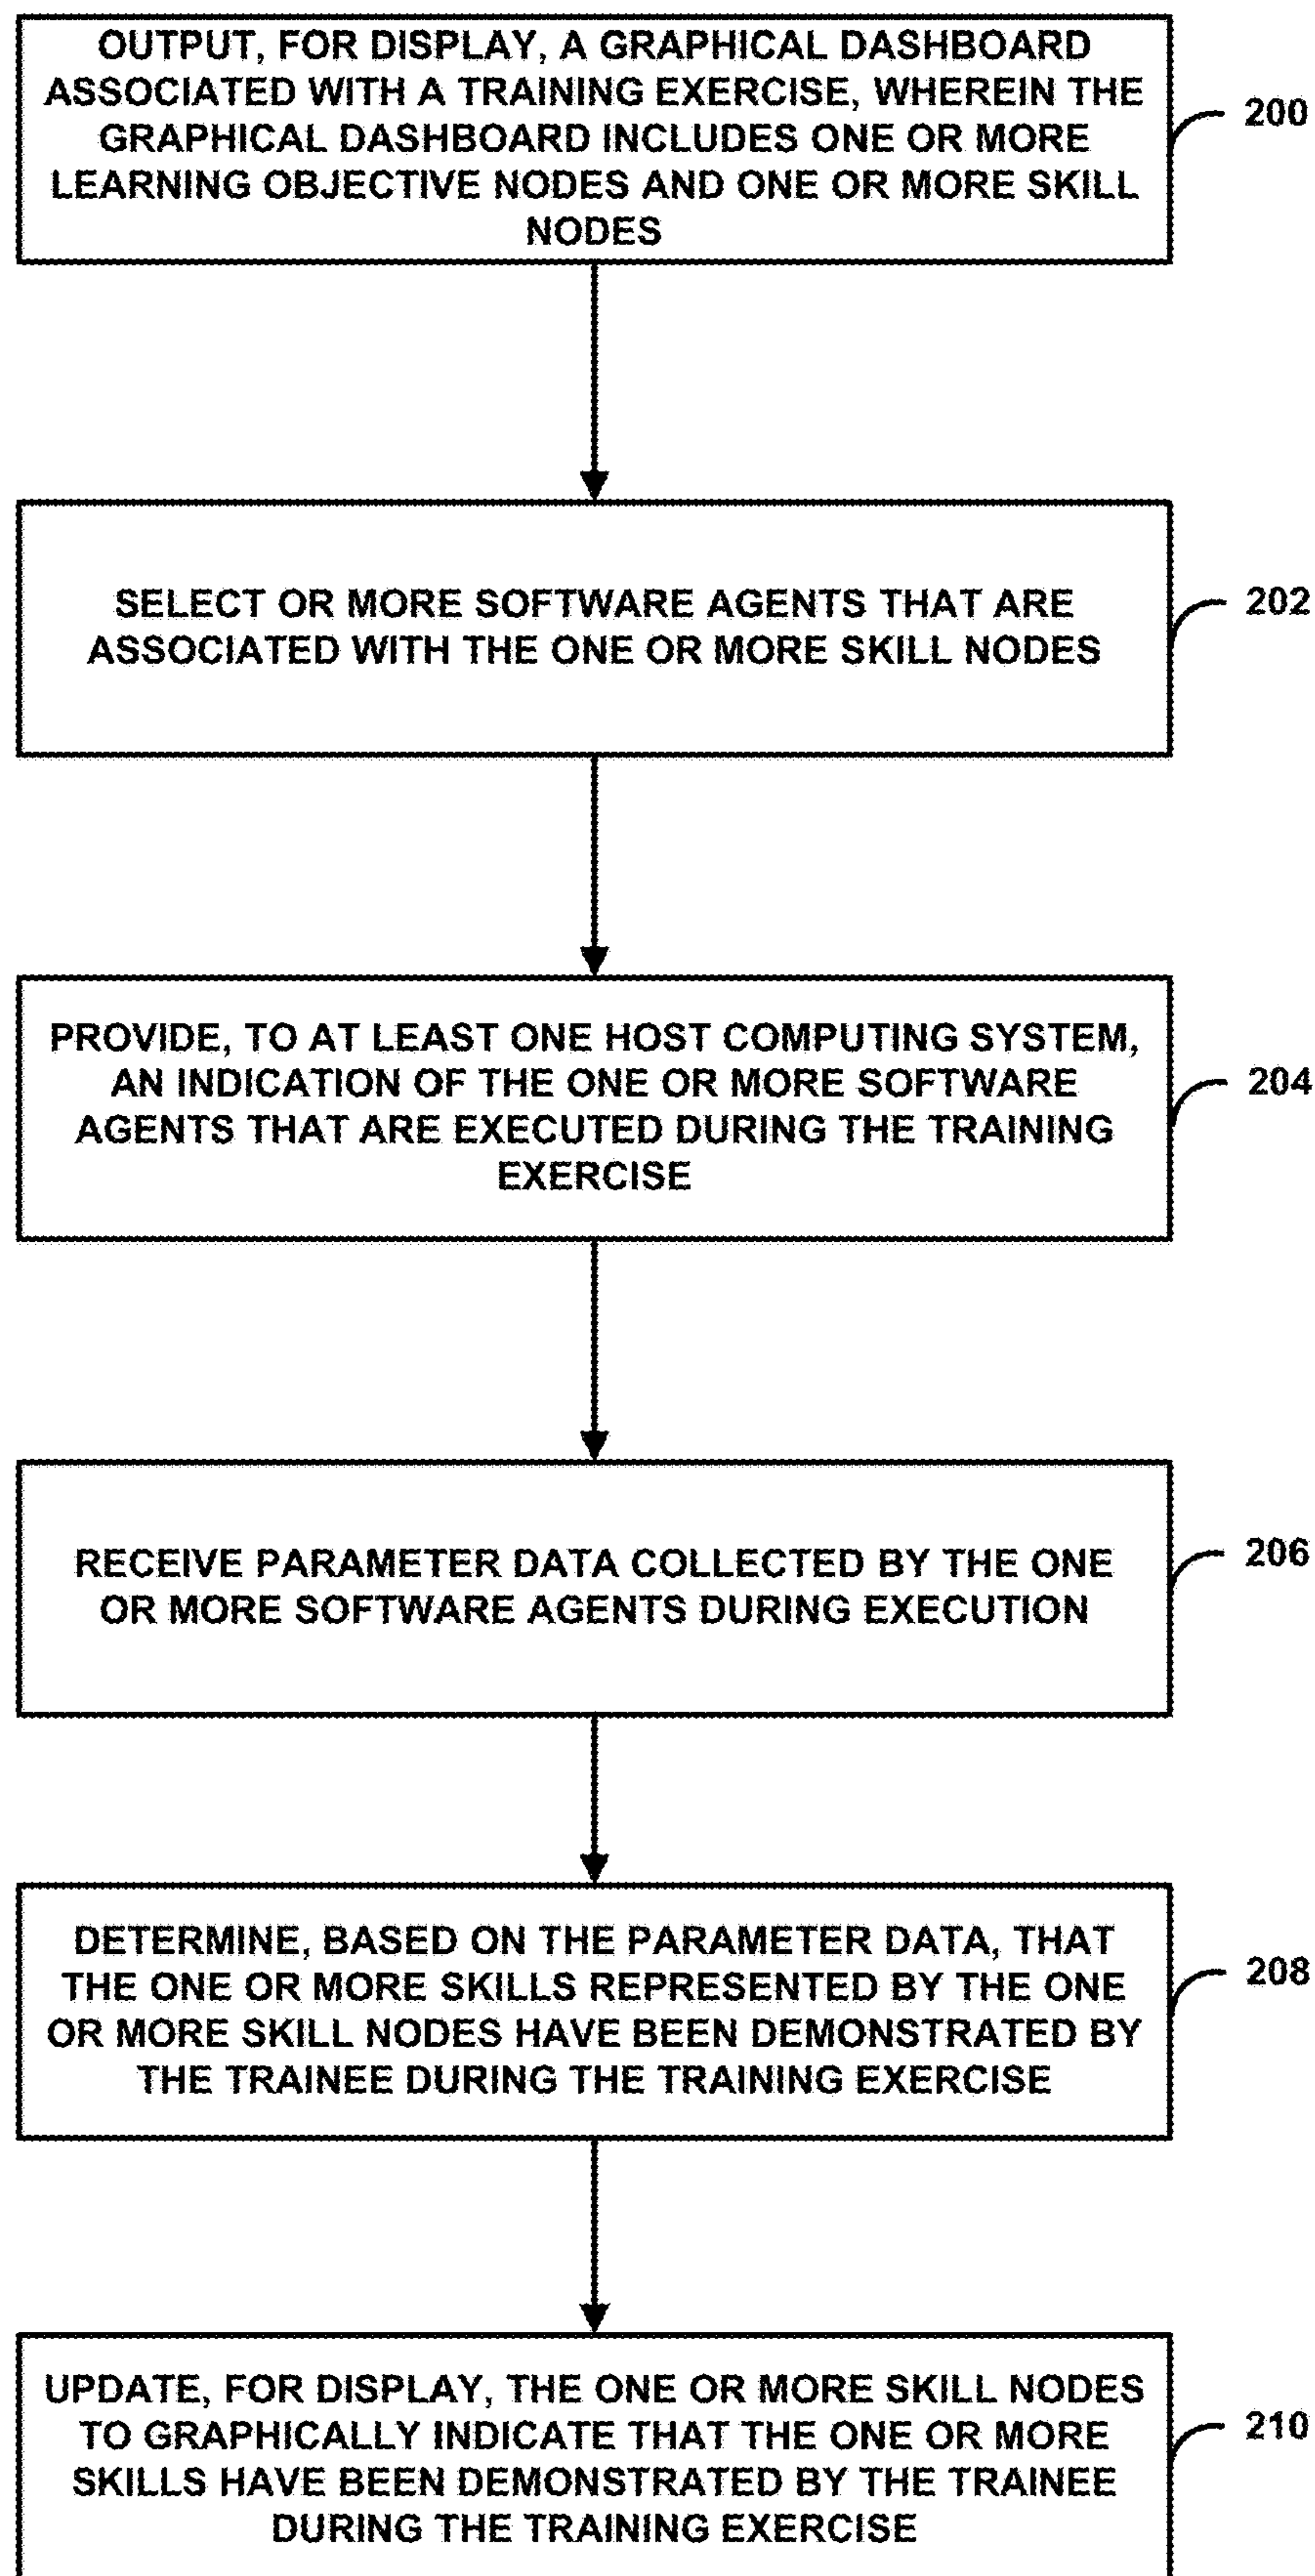 OUTPUT, FOR DISPLAY, A GRAPHICAL DASHBOARD
ASSOCIATED WITH A TRAINING EXERCISE, WHEREIN THE
GRAPHICAL DASHBOARD INCLUDES ONE OR MORE
LEARNING OBJECTIVE NODES AND ONE OR MORE SKILL
NODES
200
SELECT OR MORE SOFTWARE AGENTS THAT ARE
ASSOCIATED WITH THE ONE OR MORE SKILL NODES
202
PROVIDE, TO AT LEAST ONE HOST COMPUTING SYSTEM,
AN INDICATION OF THE ONE OR MORE SOFTWARE
AGENTS THAT ARE EXECUTED DURING THE TRAINING
EXERCISE
204
RECEIVE PARAMETER DATA COLLECTED BY THE ONE
OR MORE SOFTWARE AGENTS DURING EXECUTION
206
DETERMINE, BASED ON THE PARAMETER DATA, THAT
THE ONE OR MORE SKILLS REPRESENTED BY THE ONE
OR MORE SKILL NODES HAVE BEEN DEMONSTRATED BY
THE TRAINEE DURING THE TRAINING EXERCISE
208
UPDATE, FOR DISPLAY, THE ONE OR MORE SKILL NODES
TO GRAPHICALLY INDICATE THAT THE ONE OR MORE
SKILLS HAVE BEEN DEMONSTRATED BY THE TRAINEE
DURING THE TRAINING EXERCISE
210